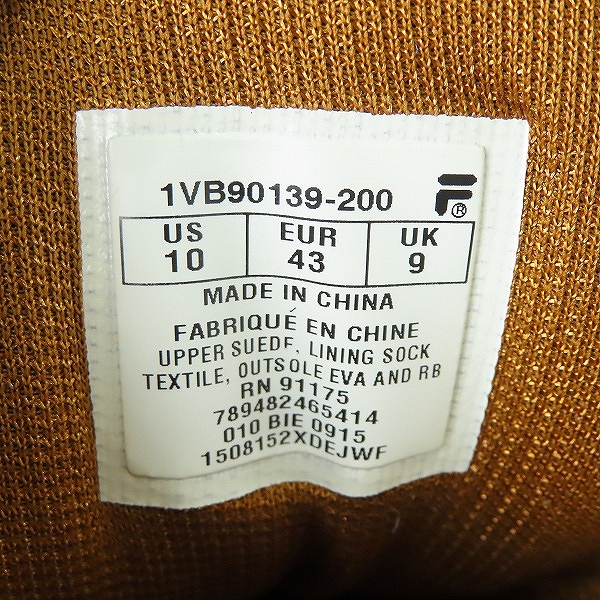 1VB90139-200
F®
US EUR UK
10 43 9
MADE IN CHINA
FABRIQUÉ EN CHINE
UPPER SUEDE, LINING SOCK
TEXTILE, OUTSOLE EVA AND RB
RN 91175
789482465414
010 BIE 0915
1508152XDEJWF